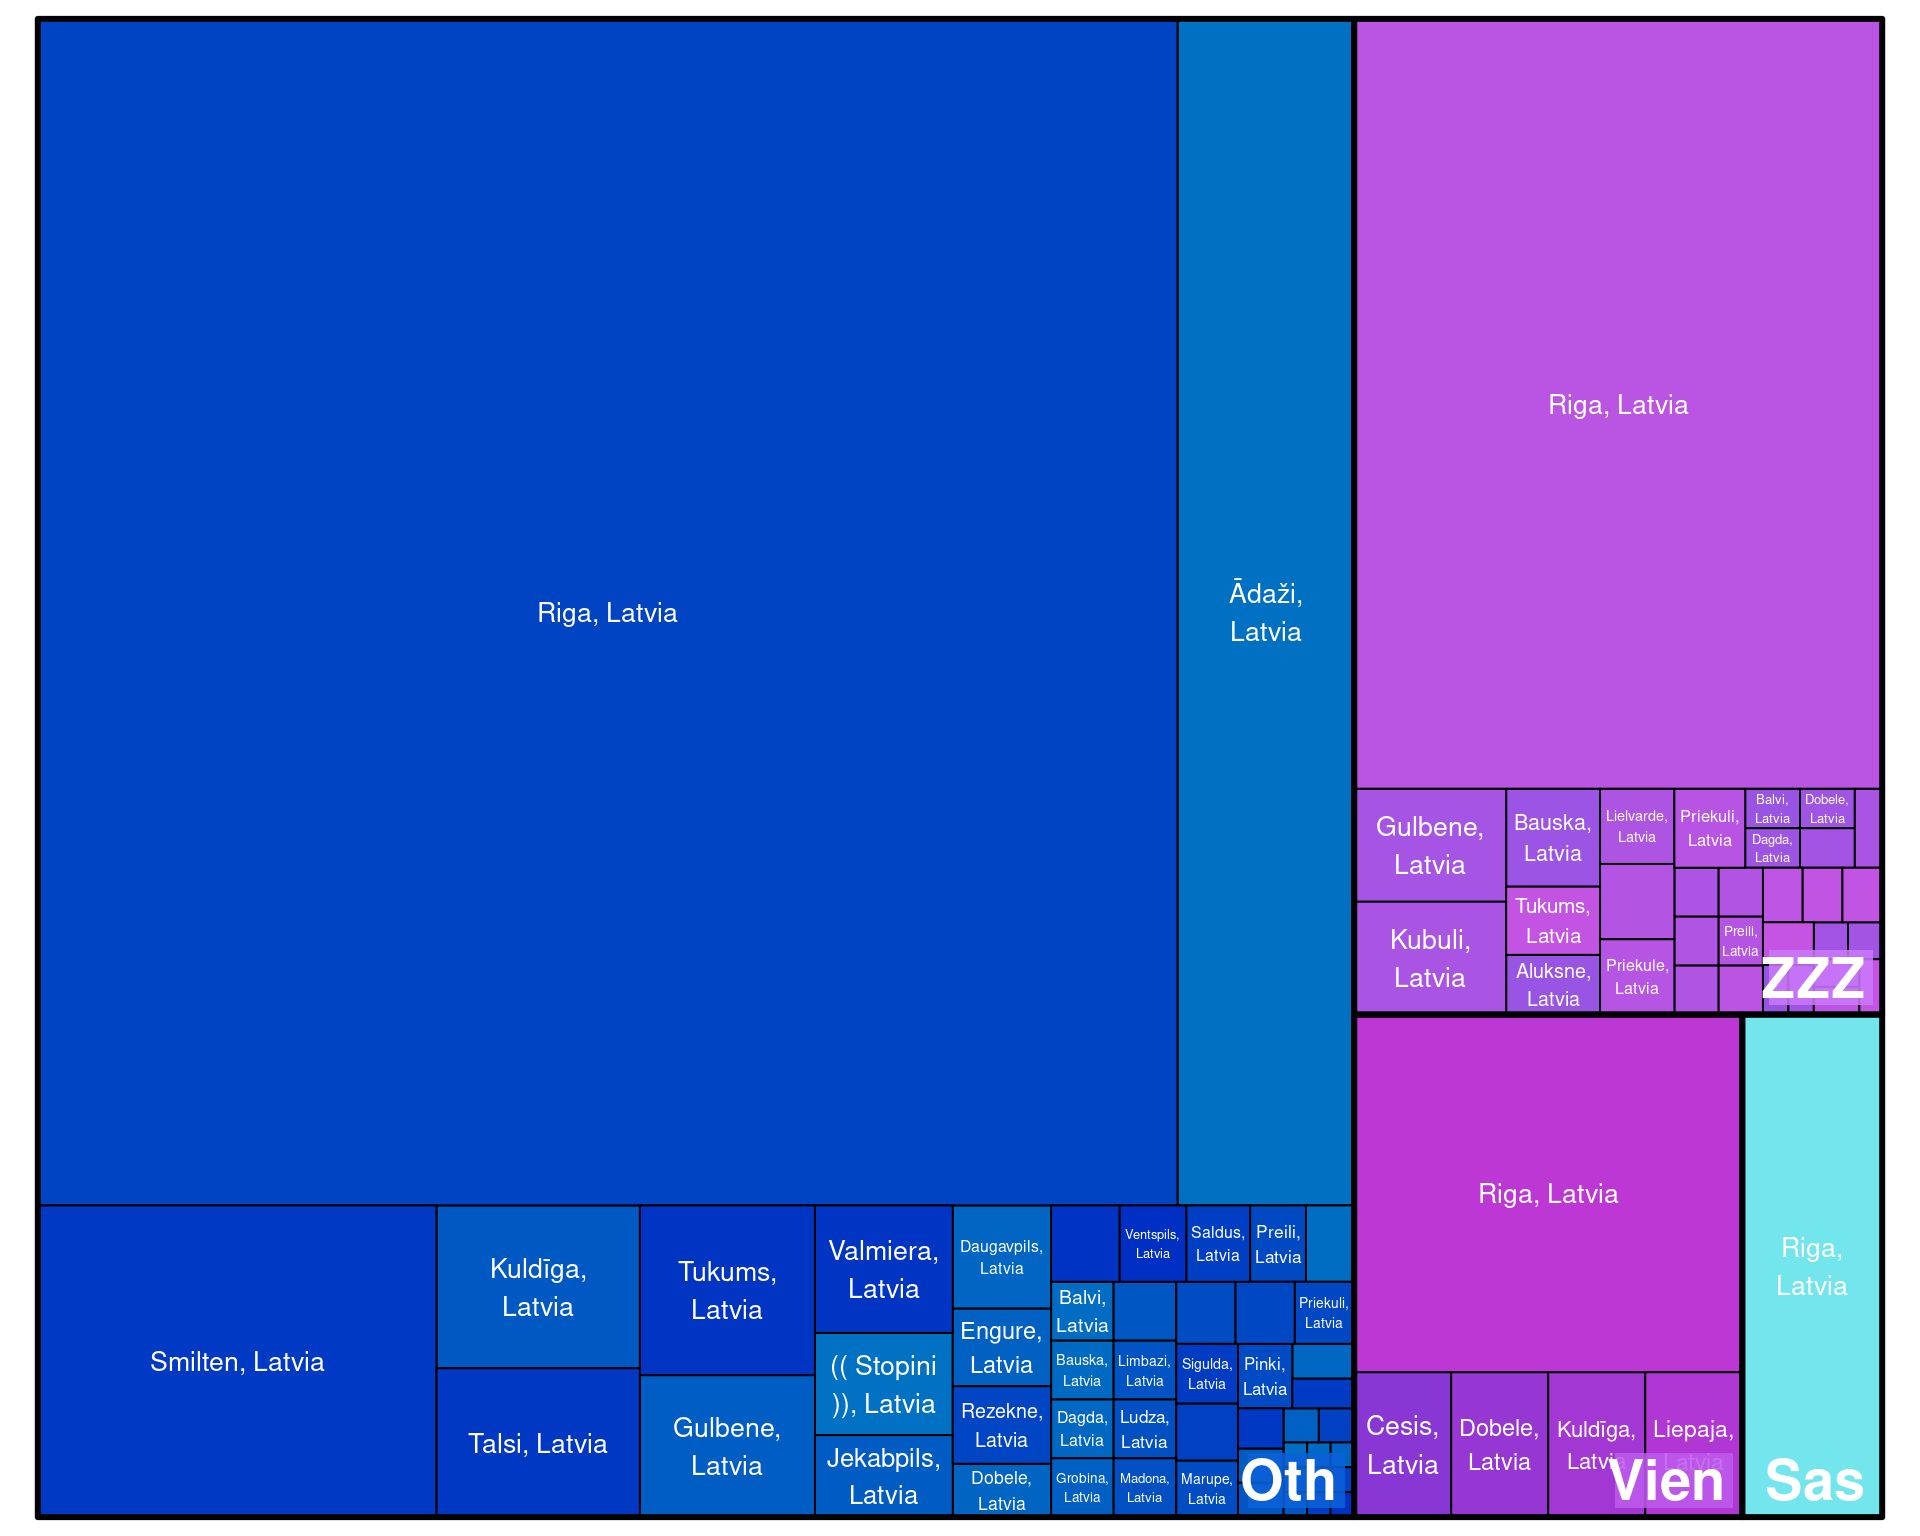 Riga, Latvia
Ādaži,
Latvia
Smilten, Latvia
Kuldīga,
Latvia
Talsi, Latvia
Tukums,
Latvia
Gulbene,
Latvia
Valmiera,
Latvia
(( Stopini
)), Latvia
Jekabpils,
Latvia
Daugavpils,
Latvia
Engure,
Latvia
Rezekne,
Latvia
Dobele,
Latvia
Ventspils,
Latvia
Saldus,
Latvia
Preili,
Latvia
Balvi,
Latvia
Priekuli,
Latvia
Bauska,
Latvia
Limbazi,
Latvia
Sigulda,
Latvia
Pinki,
Latvia
Dagda,
Latvia
Ludza,
Latvia
Grobina,
Latvia
Madona,
Latvia
Marupe,
Latvia
Oth
Riga, Latvia
Gulbene,
Latvia
Kubuli,
Latvia
Bauska,
Latvia
Tukums,
Latvia
Aluksne,
Latvia
Lielvarde,
Latvia
Priekule,
Latvia
Priekuli,
Latvia
Balvi,
Latvia
Dobele,
Latvia
Dagda,
Latvia
Preili,
Latvia
ZZZ
Riga, Latvia
Cesis,
Latvia
Dobele,
Latvia
Kuldīga,
Latvia
Liepaja,
Latvia
Vien
Riga,
Latvia
Sas